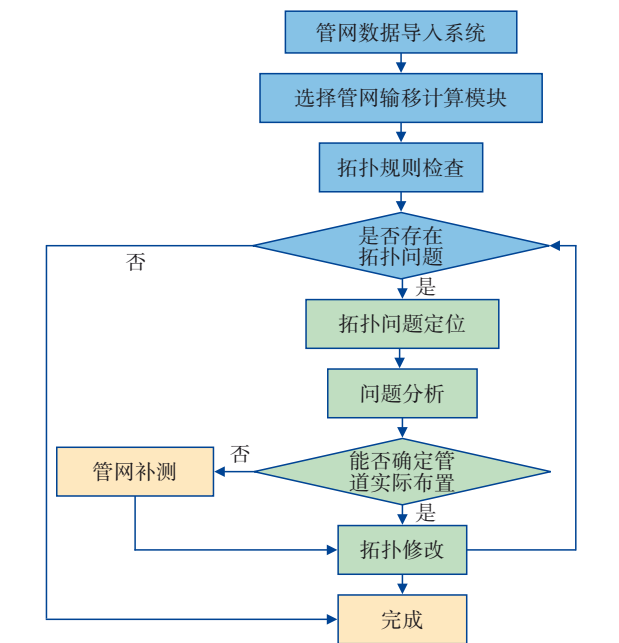 管网数据导入系统
选择管网输移计算模块
拓扑规则检查
是否存在
拓扑问题
否
是
拓扑问题定位
问题分析
能否确定管
道实际布置
否
管网补测
是
拓扑修改
完成